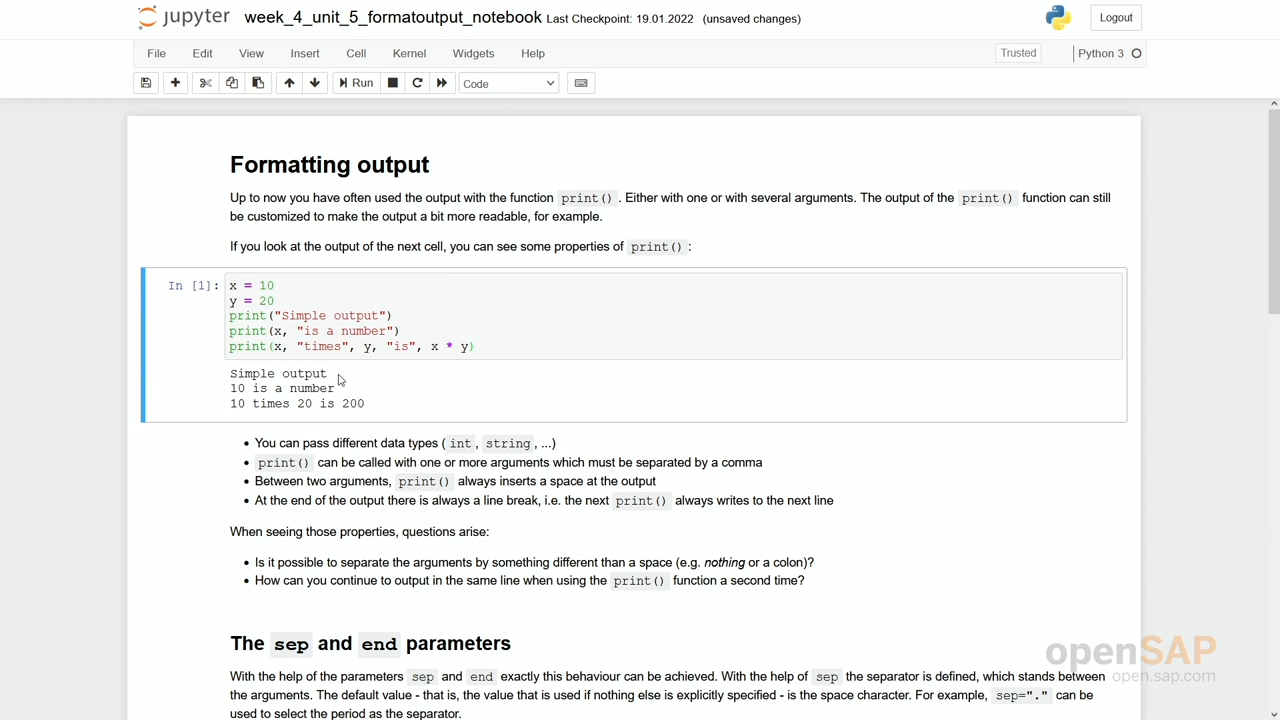 jupyter week_4_unit_5_formatoutput_notebook Last Checkpoint: 19.01.2022 (unsaved changes) Logout
File Edit View Insert Cell Kernel Widgets Help Trusted Python 3
Run Code
Formatting output
Up to now you have often used the output with the function print() . Either with one or with several arguments. The output of the print() function can still
be customized to make the output a bit more readable, for example.
If you look at the output of the next cell, you can see some properties of print() :
In [1]: x = 10
y = 20
print("Simple output")
print(x, "is a number")
print(x, "times", y, "is", x * y)
Simple output
10 is a number
10 times 20 is 200
• You can pass different data types ( int , string , ...)
• print() can be called with one or more arguments which must be separated by a comma
• Between two arguments, print() always inserts a space at the output
• At the end of the output there is always a line break, i.e. the next print() always writes to the next line
When seeing those properties, questions arise:
• Is it possible to separate the arguments by something different than a space (e.g. nothing or a colon)?
• How can you continue to output in the same line when using the print() function a second time?
The sep and end parameters
With the help of the parameters sep and end exactly this behaviour can be achieved. With the help of sep the separator is defined, which stands between
the arguments. The default value - that is, the value that is used if nothing else is explicitly specified - is the space character. For example, sep="." can be
used to select the period as the separator.
openSAP
open.sap.com